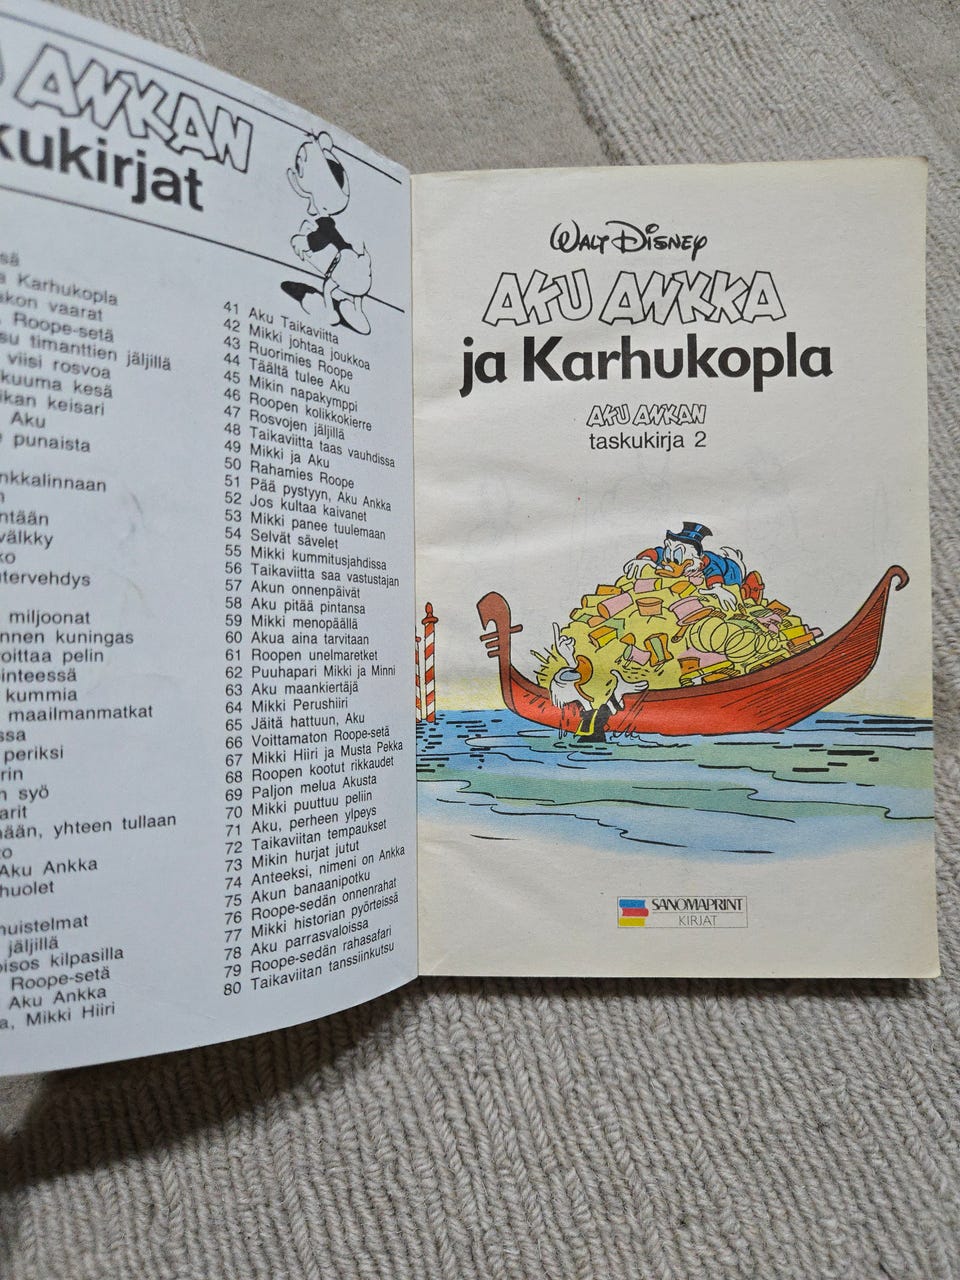 ANKAN
kukirjat
sä
a Karhukopla
kon vaarat
Roope-setä
su timanttien jäljillä
viisi rosvoa
kuuma kesä
ikan keisari
Aku
punaista
nkkalinnaan
n
ntään
välkky
ko
utervehdys
miljoonat
nnen kuningas
oittaa pelin
inteessä
kummia
maailmanmatkat
ssa
periksi
rin
n syö
arit
ään, yhteen tullaan
to
Aku Ankka
huolet
nuistelmat
jäljillä
oisos kilpasilla
Roope-setä
Aku Ankka
a, Mikki Hiiri
41 Aku Taikaviitta
42 Mikki johtaa joukkoa
43 Ruorimies Roope
44 Täältä tulee Aku
45 Mikin napakymppi
46 Roopen kolikkokierre
47 Rosvojen jäljillä
48 Taikaviitta taas vauhdissa
49 Mikki ja Aku
50 Rahamies Roope
51 Pää pystyyn, Aku Ankka
52 Jos kultaa kaivanet
53 Mikki panee tuulemaan
54 Selvät sävelet
55 Mikki kummitusjahdissa
56 Taikaviitta saa vastustajan
57 Akun onnenpäivät
58 Aku pitää pintansa
59 Mikki menopäällä
60 Akua aina tarvitaan
61 Roopen unelmaretket
62 Puuhapari Mikki ja Minni
63 Aku maankiertäjä
64 Mikki Perushiiri
65 Jäitä hattuun, Aku
66 Voittamaton Roope-setä
67 Mikki Hiiri ja Musta Pekka
68 Roopen kootut rikkaudet
69 Paljon melua Akusta
70 Mikki puuttuu peliin
71 Aku, perheen ylpeys
72 Taikaviitan tempaukset
73 Mikin hurjat jutut
74 Anteeksi, nimeni on Ankka
75 Akun banaanipotku
76 Roope-sedän onnenrahat
77 Mikki historian pyörteissä
78 Aku parrasvaloissa
79 Roope-sedän rahasafari
80 Taikaviitan tanssiinkutsu
WALT DISNEY
AKU ANKKA
ja Karhukopla
AKU ANKAN
taskukirja 2
SANOMAPRINT
KIRJAT